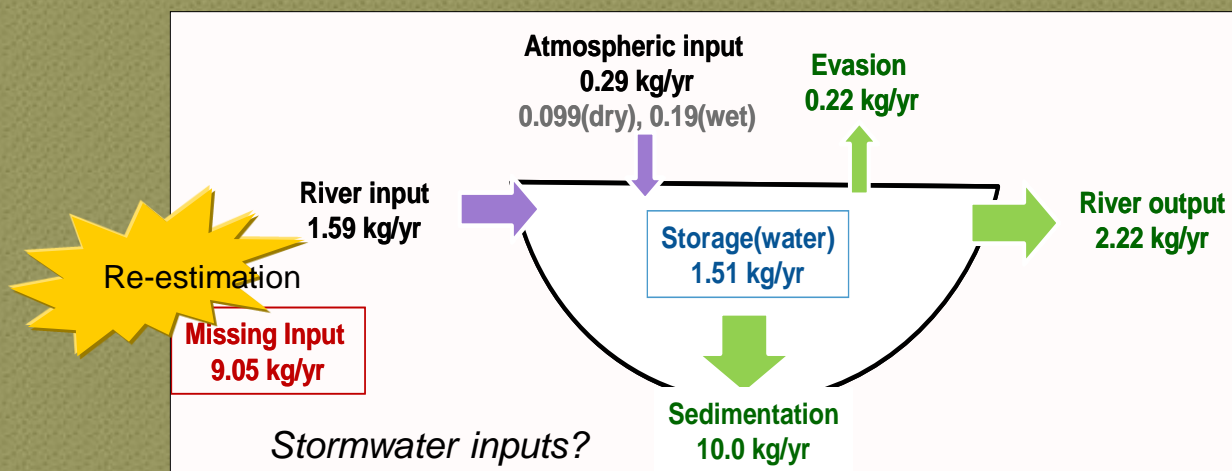 Atmospheric input
0.29 kg/yr
0.099(dry), 0.19(wet)
Evasion
0.22 kg/yr
River input
1.59 kg/yr
River output
2.22 kg/yr
Storage(water)
1.51 kg/yr
Re-estimation
Missing Input
9.05 kg/yr
Sedimentation
10.0 kg/yr
Stormwater inputs?